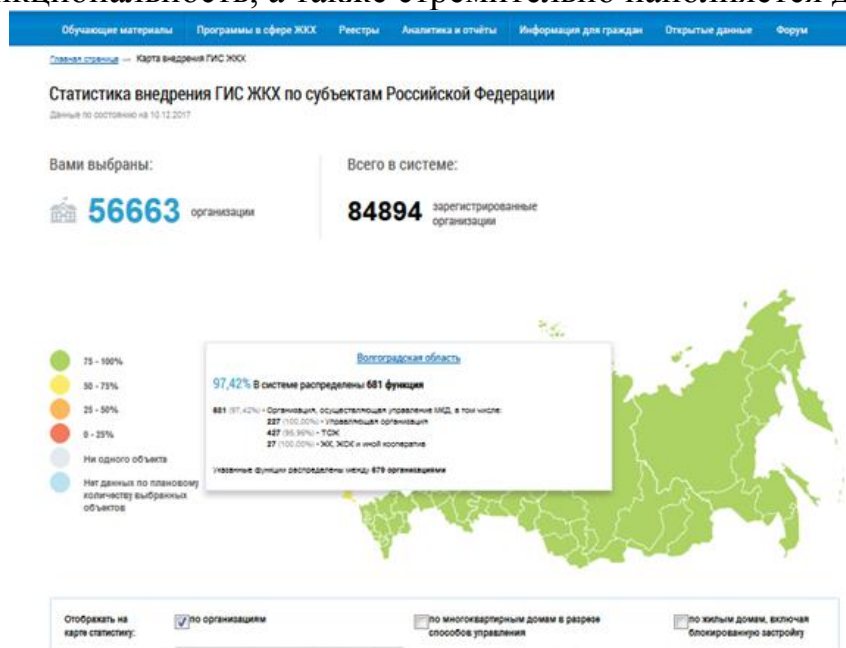 кциональность, а также стремительно наполняется д
Обучающие материалы Программы в сфере ЖКХ Реестры Аналитика и отчёты Информация для граждан Открытые данные Форум
Главная страница — Карта внедрения ГИС ЖКХ
Статистика внедрения ГИС ЖКХ по субъектам Российской Федерации
Данные по состоянию на 10.12.2017
Вами выбраны: Всего в системе:
56663 организации 84894 зарегистрированные
организации
Волгоградская область
97,42% В системе распределены 681 функция
681 (97,42%) - Организация, осуществляющая управление МКД, в том числе:
227 (100,00%) - Управляющая организация
427 (95,96%) - ТСЖ
27 (100,00%) - ЖК, ЖСК и иной кооператив
Указанные функции распределены между 679 организациями
75 - 100%
50 - 75%
25 - 50%
0 - 25%
Ни одного объекта
Нет данных по плановому
количеству выбранных
объектов
Отображать на
карте статистику:
по организациям
по многоквартирным домам в разрезе
способов управления
по жилым домам, включая
блокированную застройку